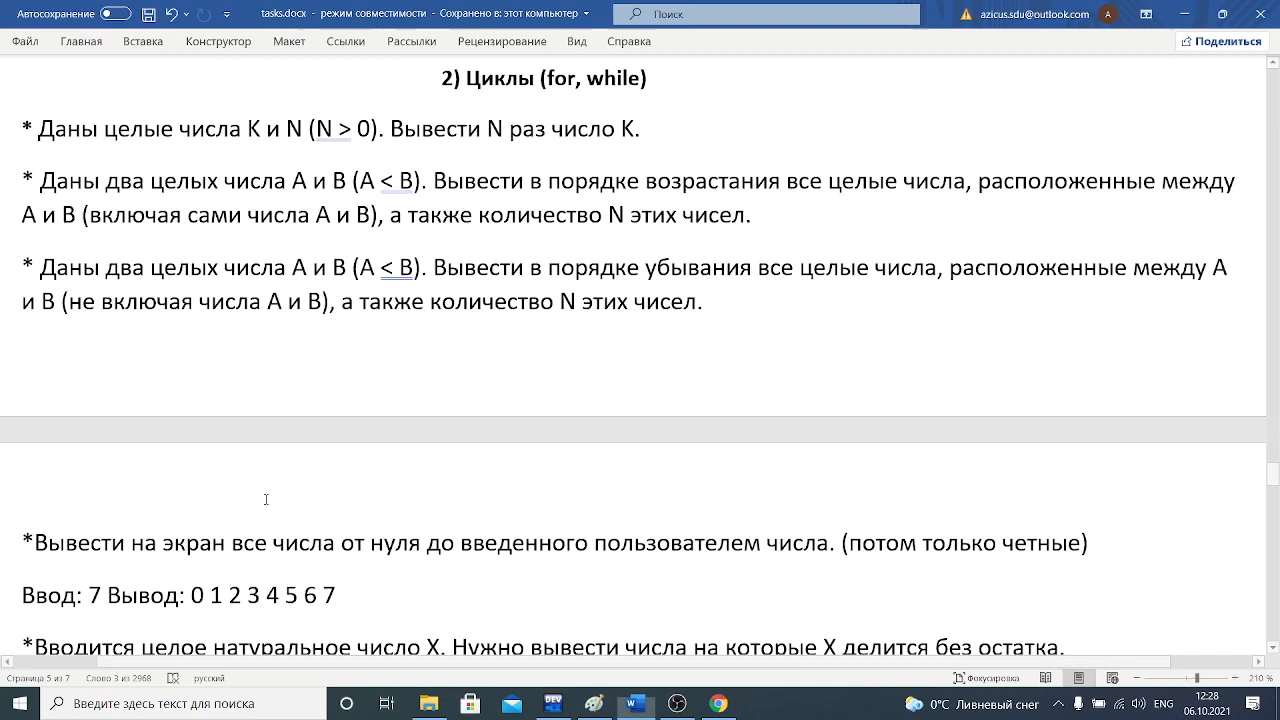 Автосохранение
tasks.docx - режим совместимости - Сохранено в этот компьютер
Поиск
aziussdu@outlook.com
A
Файл Главная Вставка Конструктор Макет Ссылки Рассылки Рецензирование Вид Справка
Поделиться
2) Циклы (for, while)
* Даны целые числа K и N (N > 0). Вывести N раз число K.
* Даны два целых числа A и B (A < B). Вывести в порядке возрастания все целые числа, расположенные между
A и B (включая сами числа A и B), а также количество N этих чисел.
* Даны два целых числа A и B (A < B). Вывести в порядке убывания все целые числа, расположенные между A
и B (не включая числа A и B), а также количество N этих чисел.
*Вывести на экран все числа от нуля до введенного пользователем числа. (потом только четные)
Ввод: 7 Вывод: 0 1 2 3 4 5 6 7
*Вводится целое натуральное число X. Нужно вывести числа на которые X делится без остатка.
Страница 5 из 7 Слово 3 из 2968 русский
Фокусировка
210 %
Введите здесь текст для поиска
DEV
0°C Ливневый снег
12:28
06.10.2021